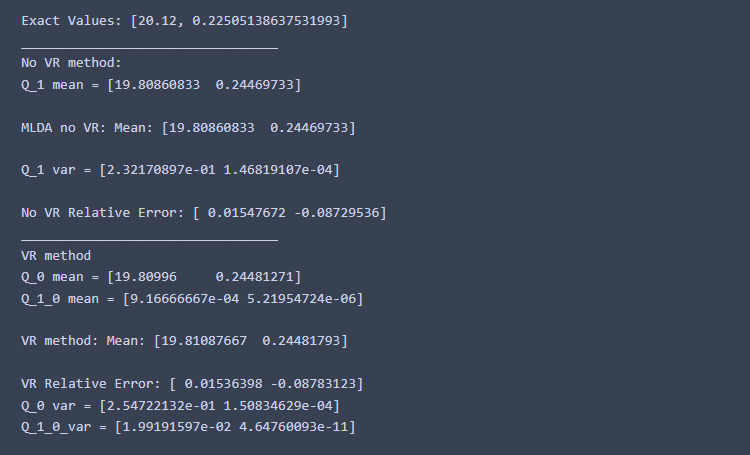 Exact Values: [20.12, 0.22505138637531993]
________________________________
No VR method:
Q_1 mean = [19.80860833  0.24469733]
MLDA no VR: Mean: [19.80860833  0.24469733]
Q_1 var = [2.32170897e-01 1.46819107e-04]
No VR Relative Error: [ 0.01547672 -0.08729536]
________________________________
VR method
Q_0 mean = [19.80996     0.24481271]
Q_1_0 mean = [9.16666667e-04 5.21954724e-06]
VR method: Mean: [19.81087667  0.24481793]
VR Relative Error: [ 0.01536398 -0.08783123]
Q_0 var = [2.54722132e-01 1.50834629e-04]
Q_1_0_var = [1.99191597e-02 4.64760093e-11]